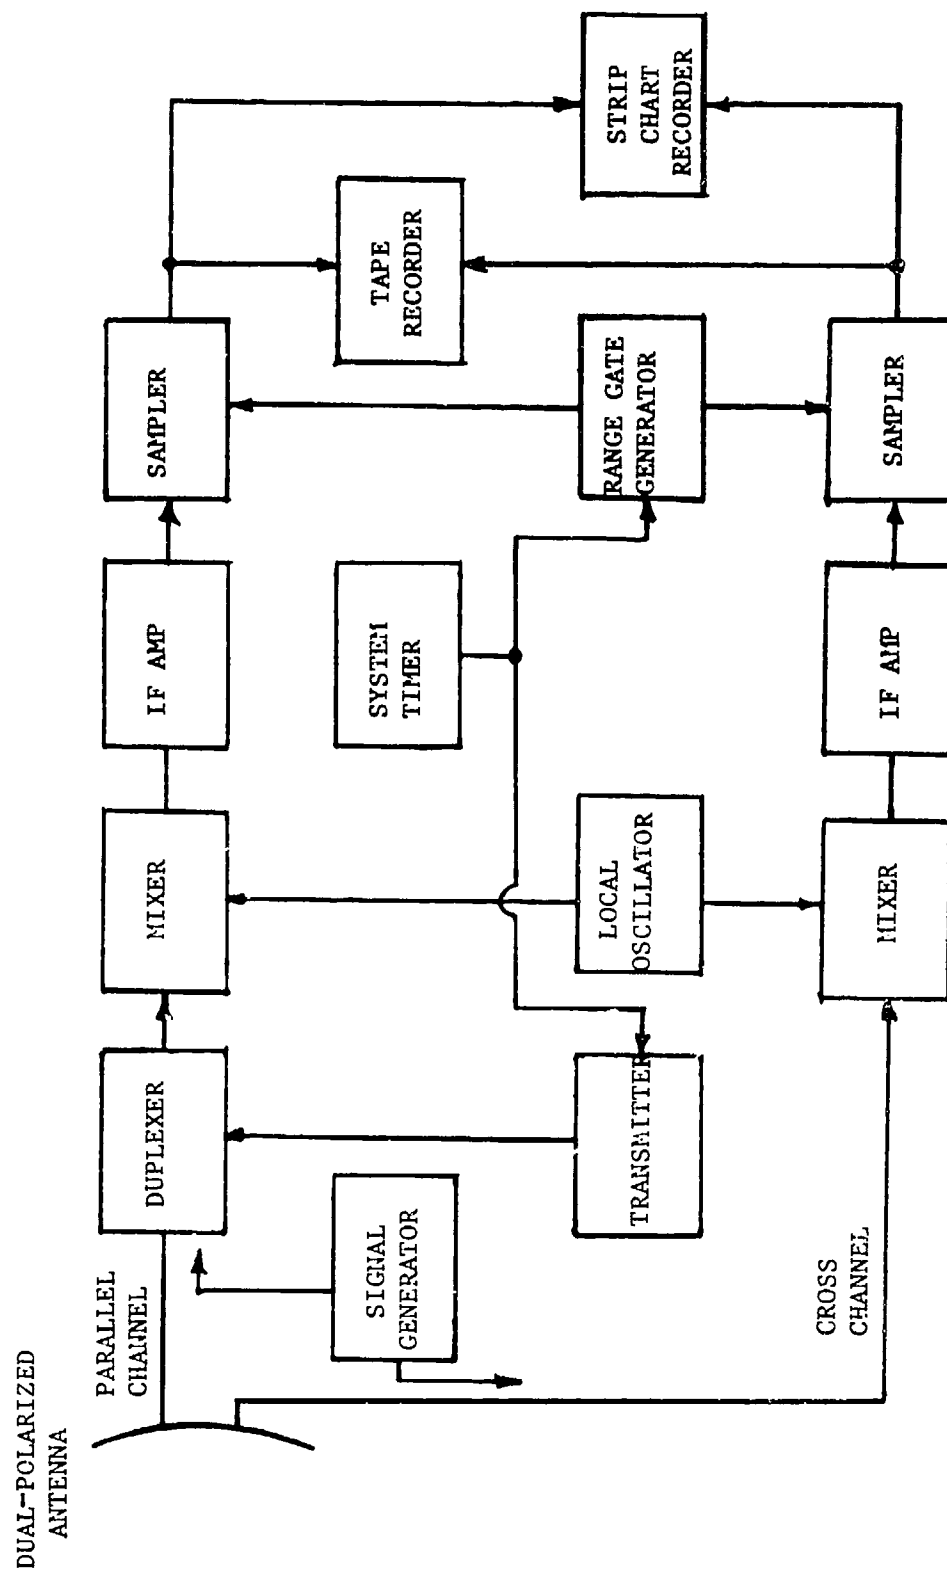 DUAL-POLARIZED
ANTENNA
PARALLEL
CHANNEL
DUPLEXER
MIXER
IF AMP
SAMPLER
SIGNAL
GENERATOR
SYSTEM
TIMER
TAPE
RECORDER
TRANSMITTER
LOCAL
OSCILLATOR
RANGE GATE
GENERATOR
STRIP
CHART
RECORDER
CROSS
CHANNEL
MIXER
IF AMP
SAMPLER